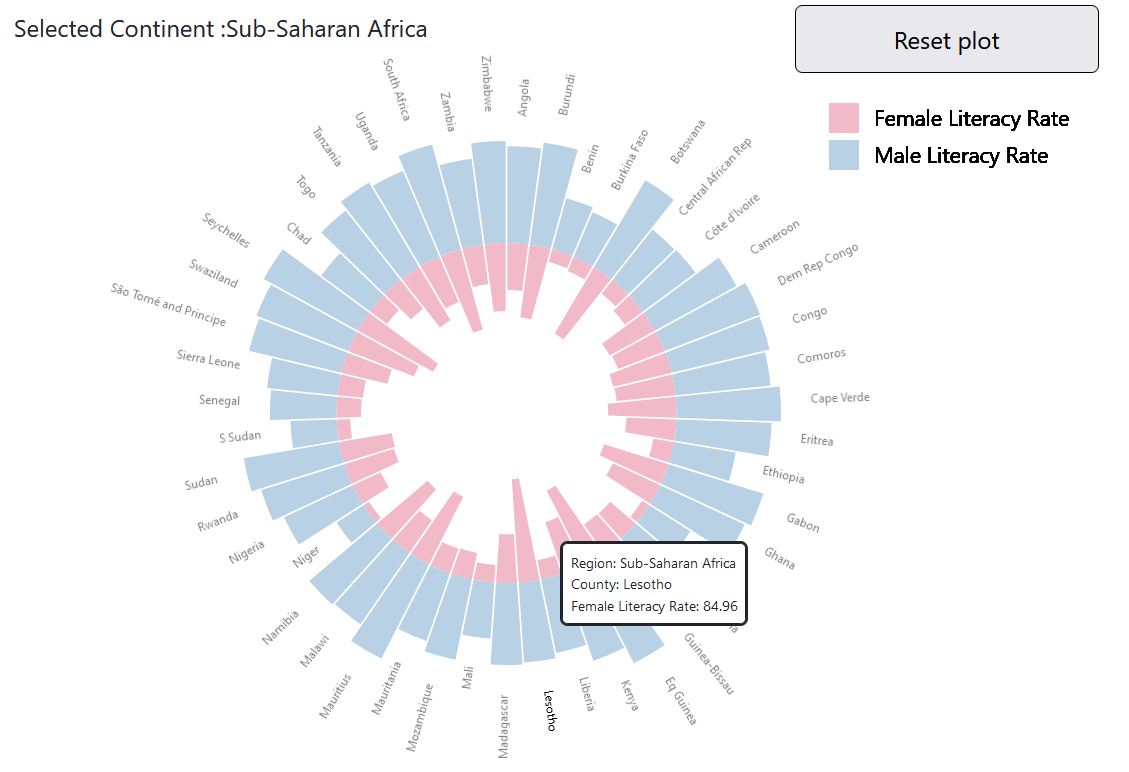 Selected Continent :Sub-Saharan Africa
Reset plot
Female Literacy Rate
Male Literacy Rate
Zimbabwe
Angola
Burundi
Benin
Burkina Faso
Botswana
Central African Rep
Côte d'Ivoire
Cameroon
Dem Rep Congo
Congo
Comoros
Cape Verde
Eritrea
Ethiopia
Gabon
Ghana
Guinea-Bissau
Eq Guinea
Kenya
Liberia
Lesotho
Madagascar
Mali
Mozambique
Mauritania
Mauritius
Malawi
Namibia
Niger
Nigeria
Rwanda
Sudan
S Sudan
Senegal
Sierra Leone
São Tomé and Príncipe
Swaziland
Seychelles
Chad
Togo
Tanzania
Uganda
South Africa
Zambia
Region: Sub-Saharan Africa
County: Lesotho
Female Literacy Rate: 84.96